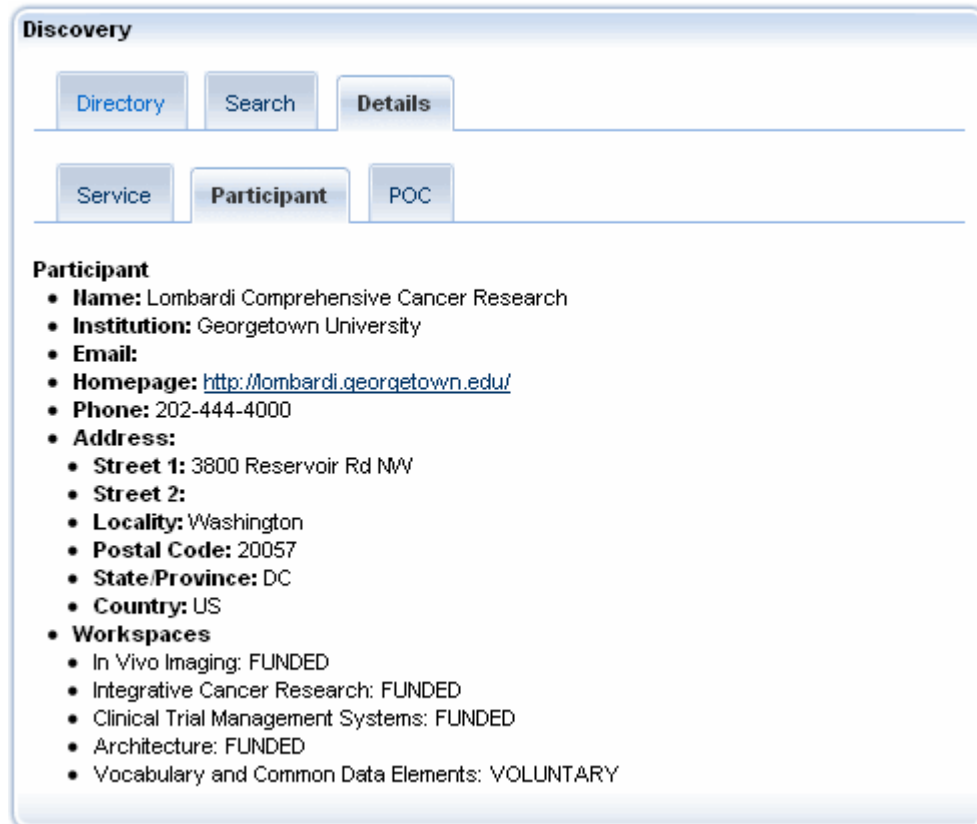 Discovery
Directory Search Details
Service Participant POC
Participant
• Name: Lombardi Comprehensive Cancer Research
• Institution: Georgetown University
• Email:
• Homepage: http://lombardi.georgetown.edu/
• Phone: 202-444-4000
• Address:
• Street 1: 3800 Reservoir Rd NW
• Street 2:
• Locality: Washington
• Postal Code: 20057
• State/Province: DC
• Country: US
• Workspaces
• In Vivo Imaging: FUNDED
• Integrative Cancer Research: FUNDED
• Clinical Trial Management Systems: FUNDED
• Architecture: FUNDED
• Vocabulary and Common Data Elements: VOLUNTARY